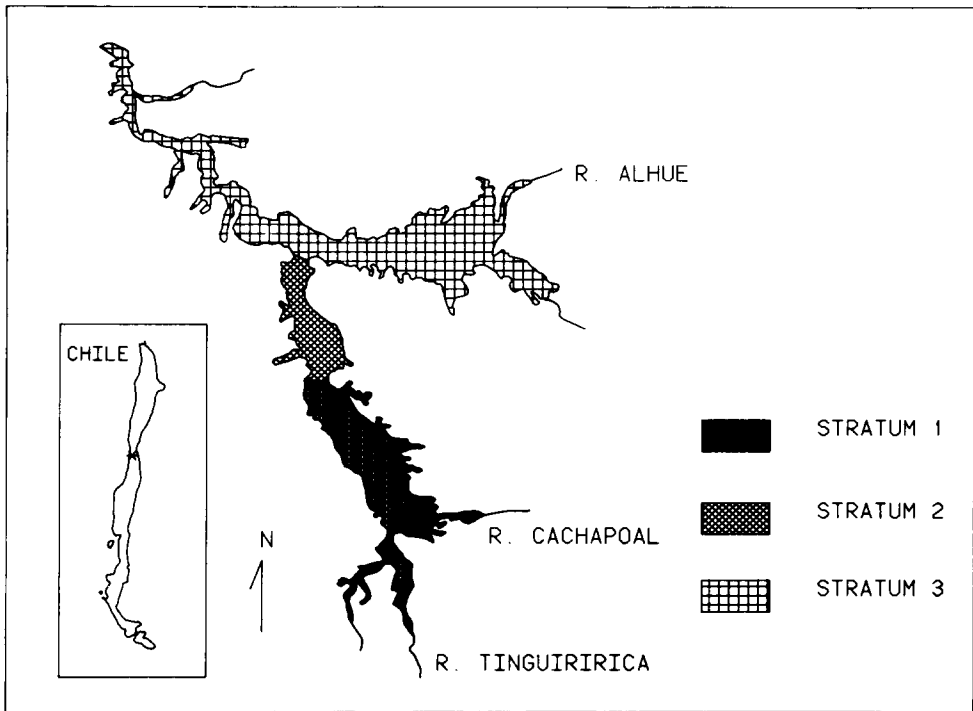 R. ALHUE
CHILE
STRATUM 1
STRATUM 2
R. CACHAPOAL
N
STRATUM 3
R. TINGUIRIRICA